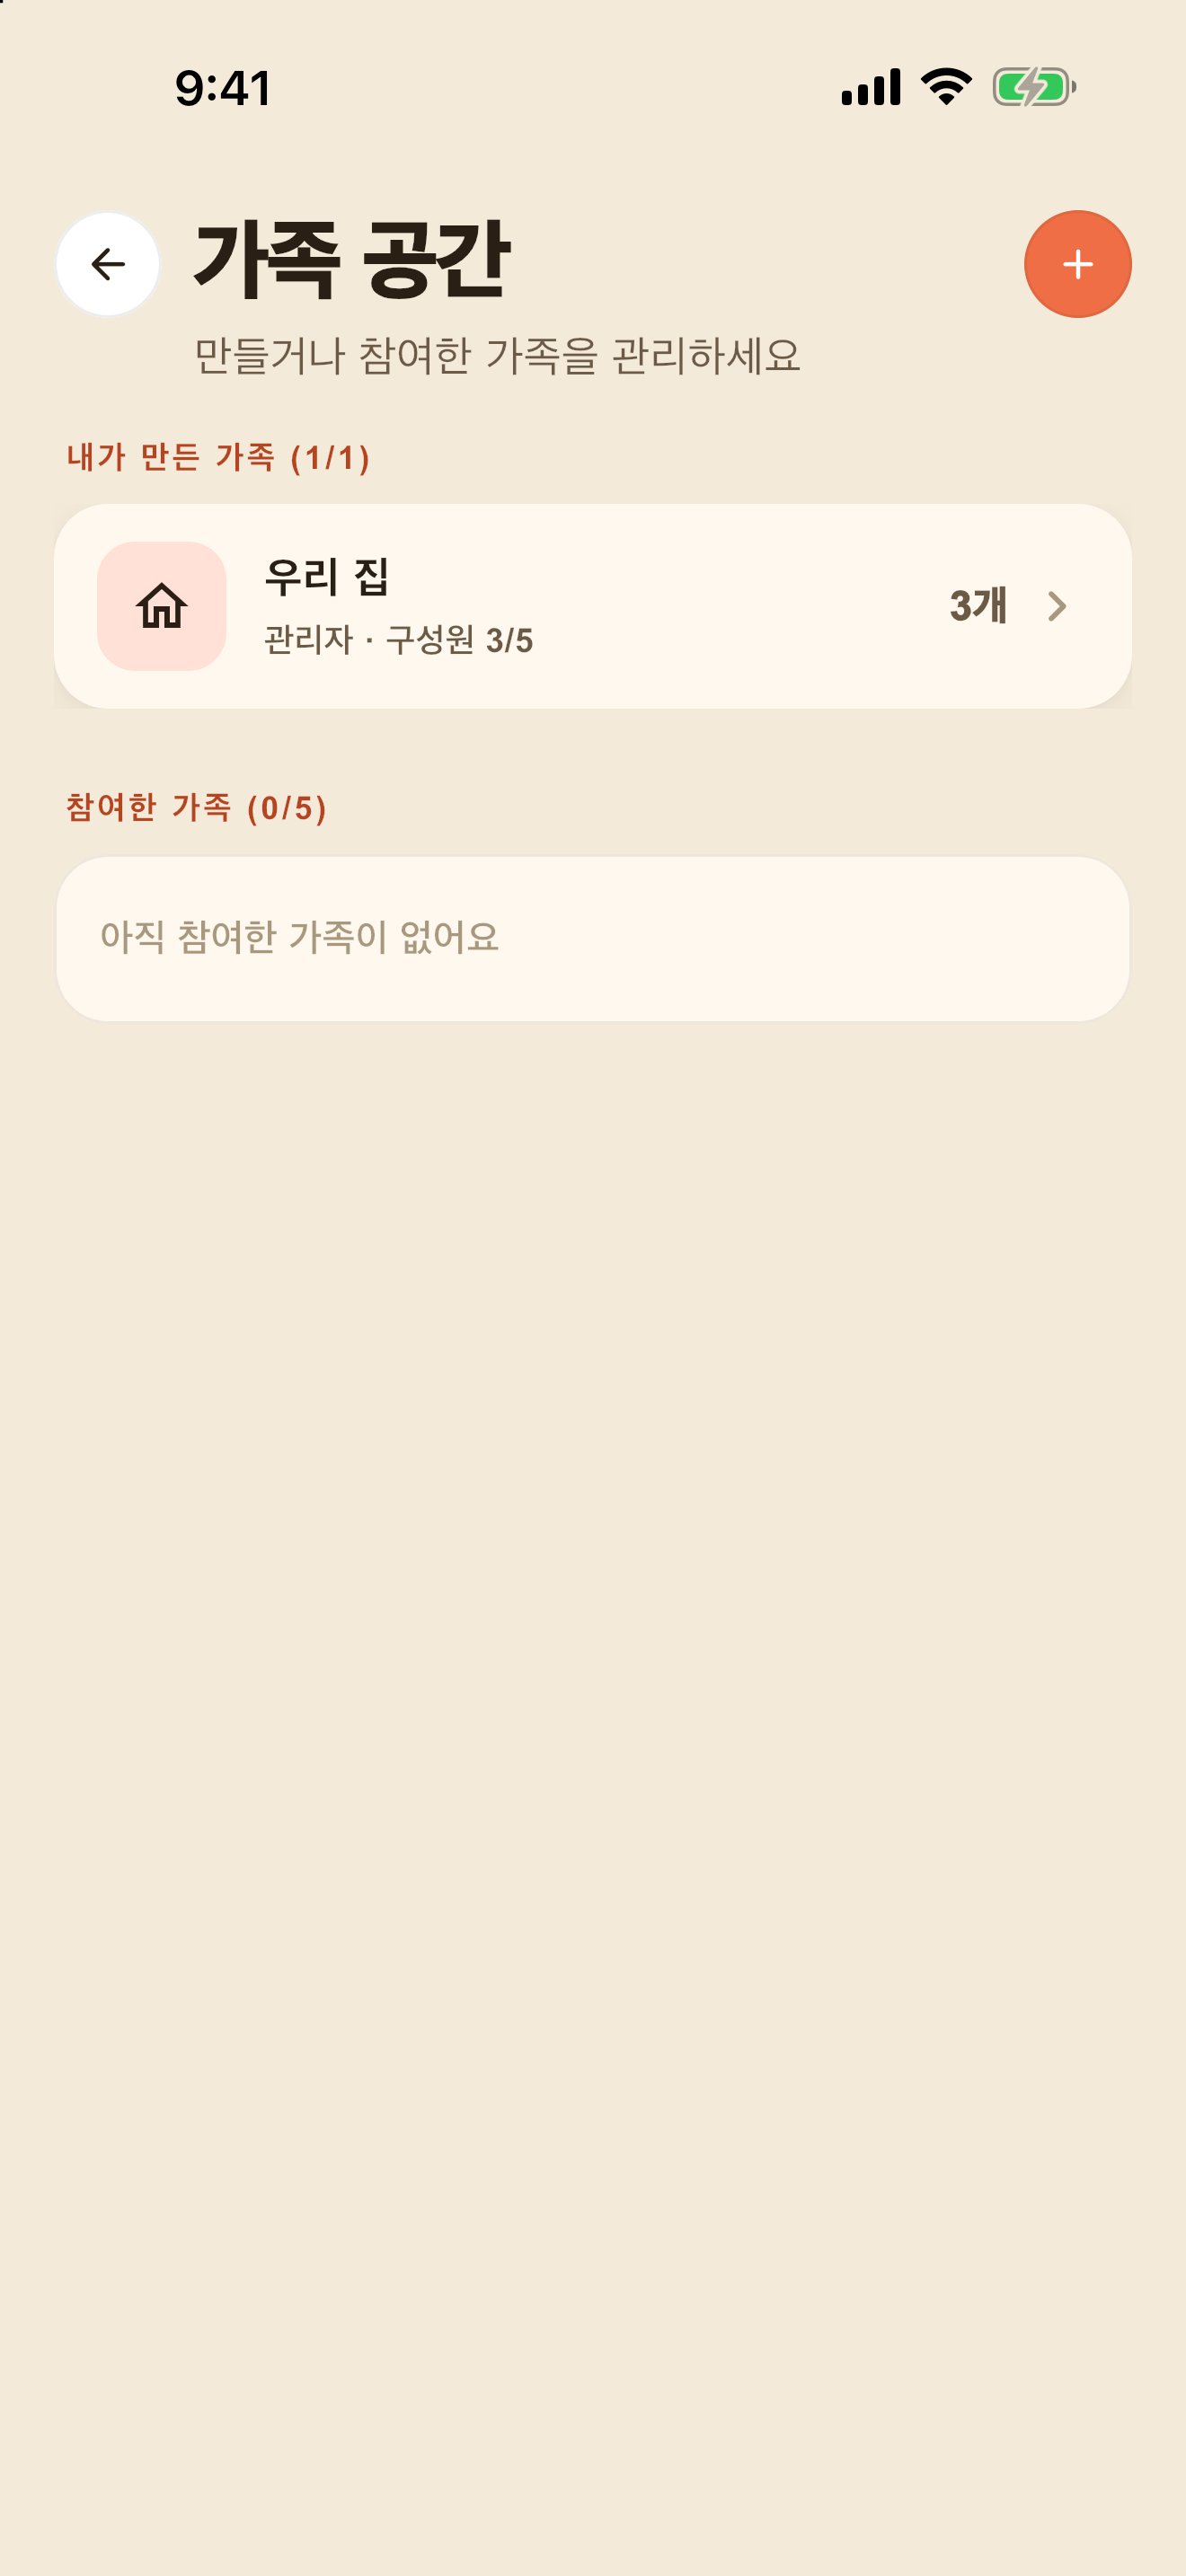 9:41
가족 공간
만들거나 참여한 가족을 관리하세요
내가 만든 가족 (1/1)
우리 집
관리자 · 구성원 3/5
3개
참여한 가족 (0/5)
아직 참여한 가족이 없어요